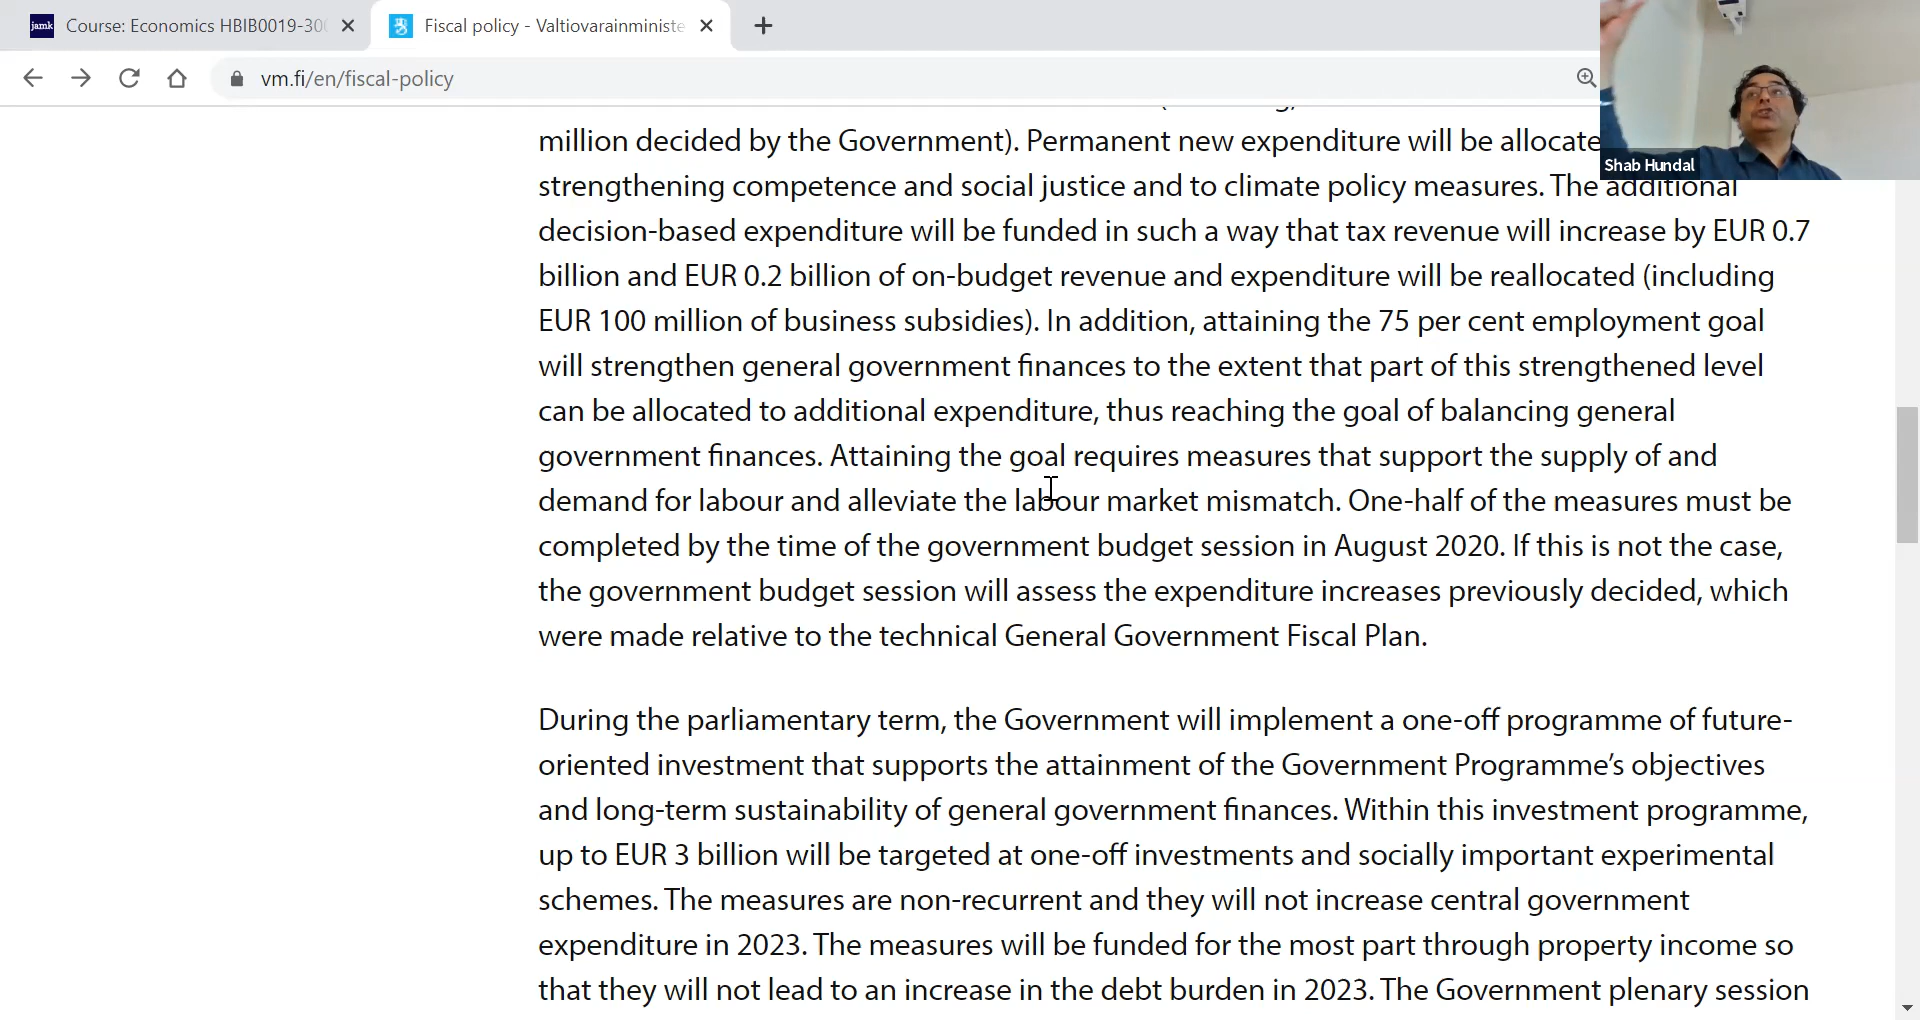 jamk Course: Economics HBIB0019-30
Fiscal policy - Valtiovarainministe
vm.fi/en/fiscal-policy
Shab Hundal
million decided by the Government). Permanent new expenditure will be allocate
strengthening competence and social justice and to climate policy measures. The additional
decision-based expenditure will be funded in such a way that tax revenue will increase by EUR 0.7
billion and EUR 0.2 billion of on-budget revenue and expenditure will be reallocated (including
EUR 100 million of business subsidies). In addition, attaining the 75 per cent employment goal
will strengthen general government finances to the extent that part of this strengthened level
can be allocated to additional expenditure, thus reaching the goal of balancing general
government finances. Attaining the goal requires measures that support the supply of and
demand for labour and alleviate the labour market mismatch. One-half of the measures must be
completed by the time of the government budget session in August 2020. If this is not the case,
the government budget session will assess the expenditure increases previously decided, which
were made relative to the technical General Government Fiscal Plan.
During the parliamentary term, the Government will implement a one-off programme of future-
oriented investment that supports the attainment of the Government Programme’s objectives
and long-term sustainability of general government finances. Within this investment programme,
up to EUR 3 billion will be targeted at one-off investments and socially important experimental
schemes. The measures are non-recurrent and they will not increase central government
expenditure in 2023. The measures will be funded for the most part through property income so
that they will not lead to an increase in the debt burden in 2023. The Government plenary session